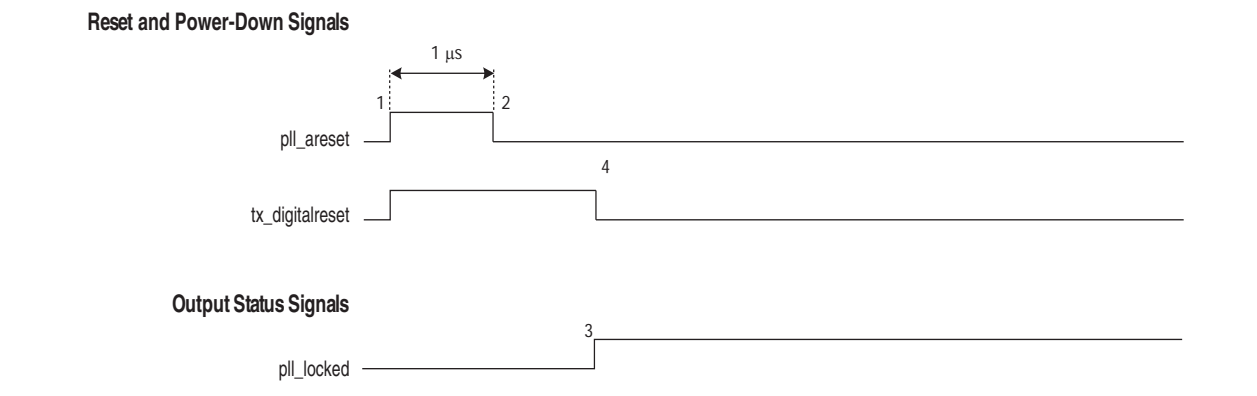 Reset and Power-Down Signals
1 μs
1
2
pll_areset
4
tx_digitalreset
Output Status Signals
3
pll_locked